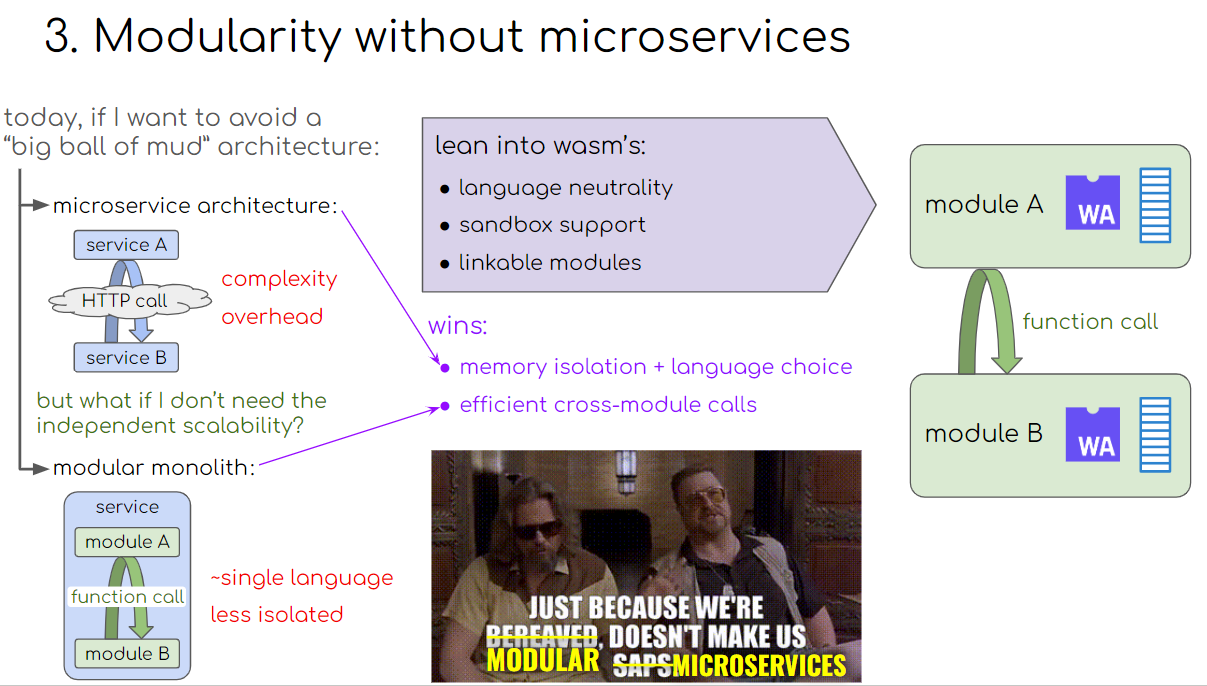 3. Modularity without microservices
today, if I want to avoid a
“big ball of mud” architecture:
microservice architecture:
service A
HTTP call
service B
complexity
overhead
but what if I don’t need the
independent scalability?
modular monolith:
service
module A
function call
module B
~single language
less isolated
lean into wasm’s:
● language neutrality
● sandbox support
● linkable modules
wins:
● memory isolation + language choice
● efficient cross-module calls
JUST BECAUSE WE'RE
BEREAVED, DOESN'T MAKE US
MODULAR SAPS MICROSERVICES
module A
WA
function call
module B
WA